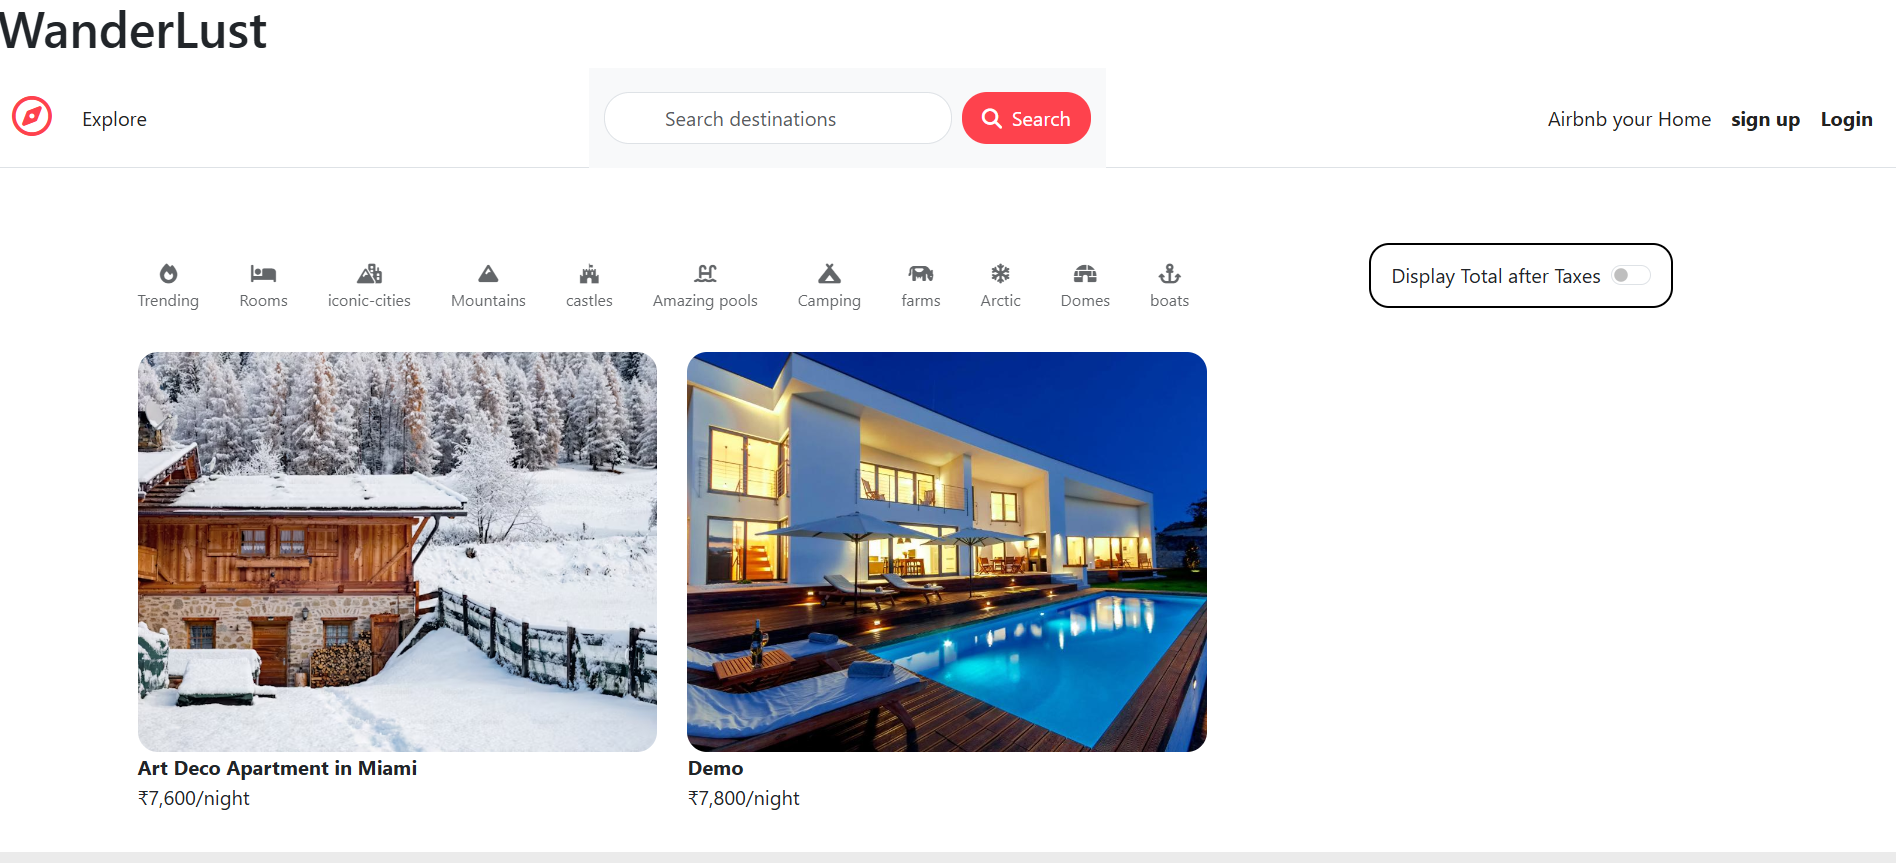 WanderLust
Explore
Search destinations
Search
Airbnb your Home
sign up
Login
Trending
Rooms
iconic-cities
Mountains
castles
Amazing pools
Camping
farms
Arctic
Domes
boats
Display Total after Taxes
Art Deco Apartment in Miami
₹7,600/night
Demo
₹7,800/night